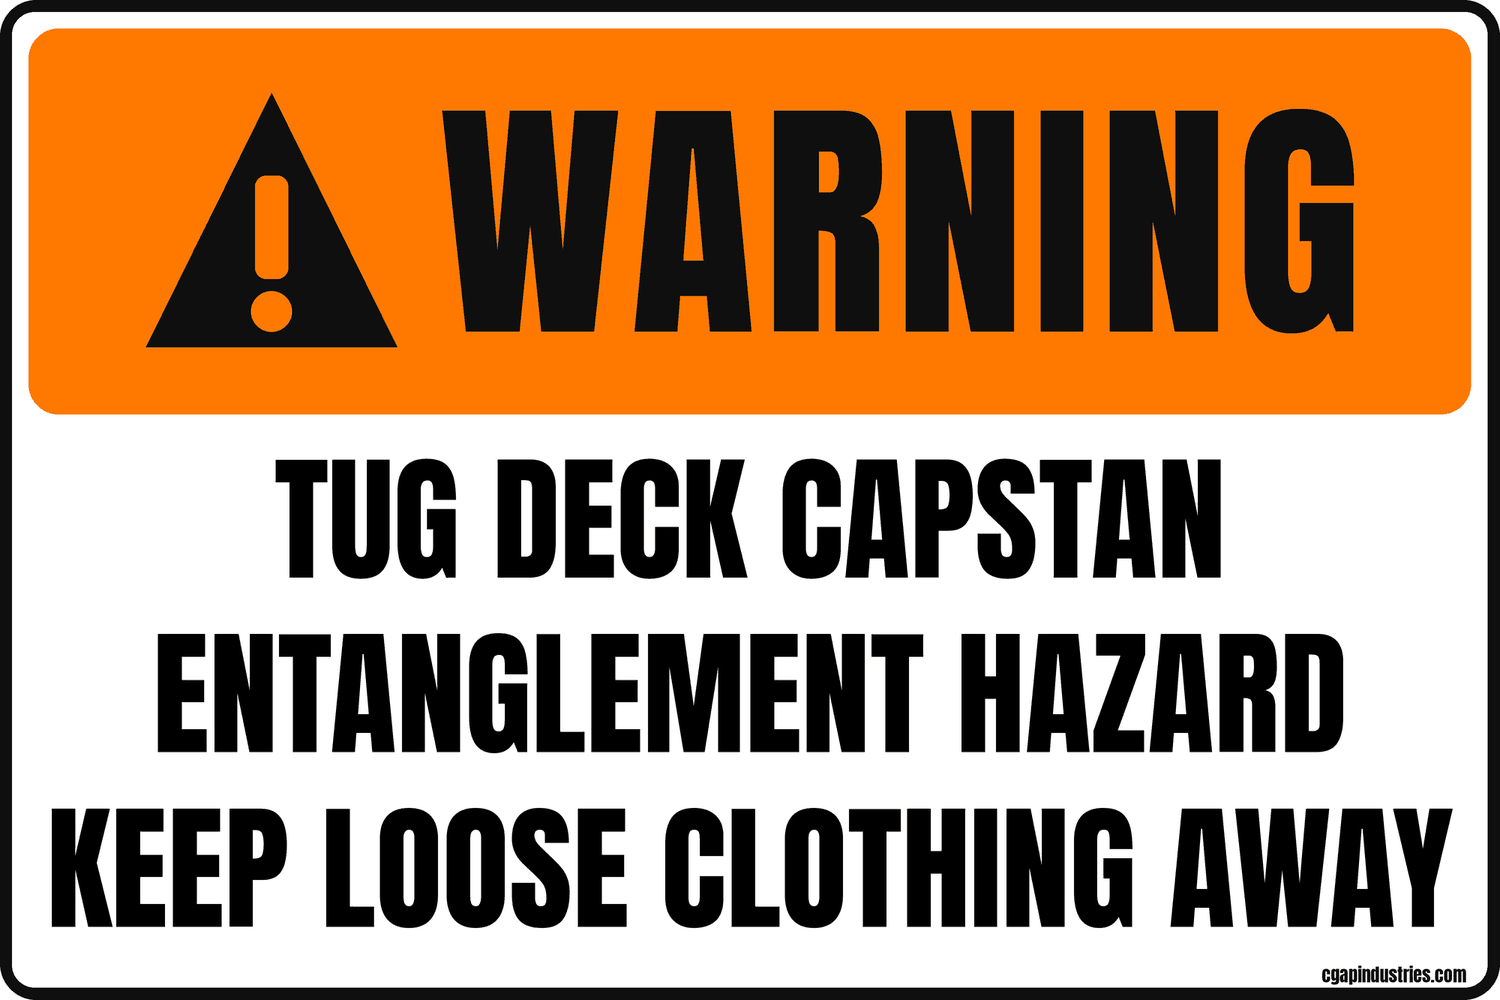 WARNING
TUG DECK CAPSTAN
ENTANGLEMENT HAZARD
KEEP LOOSE CLOTHING AWAY
cgapindustries.com